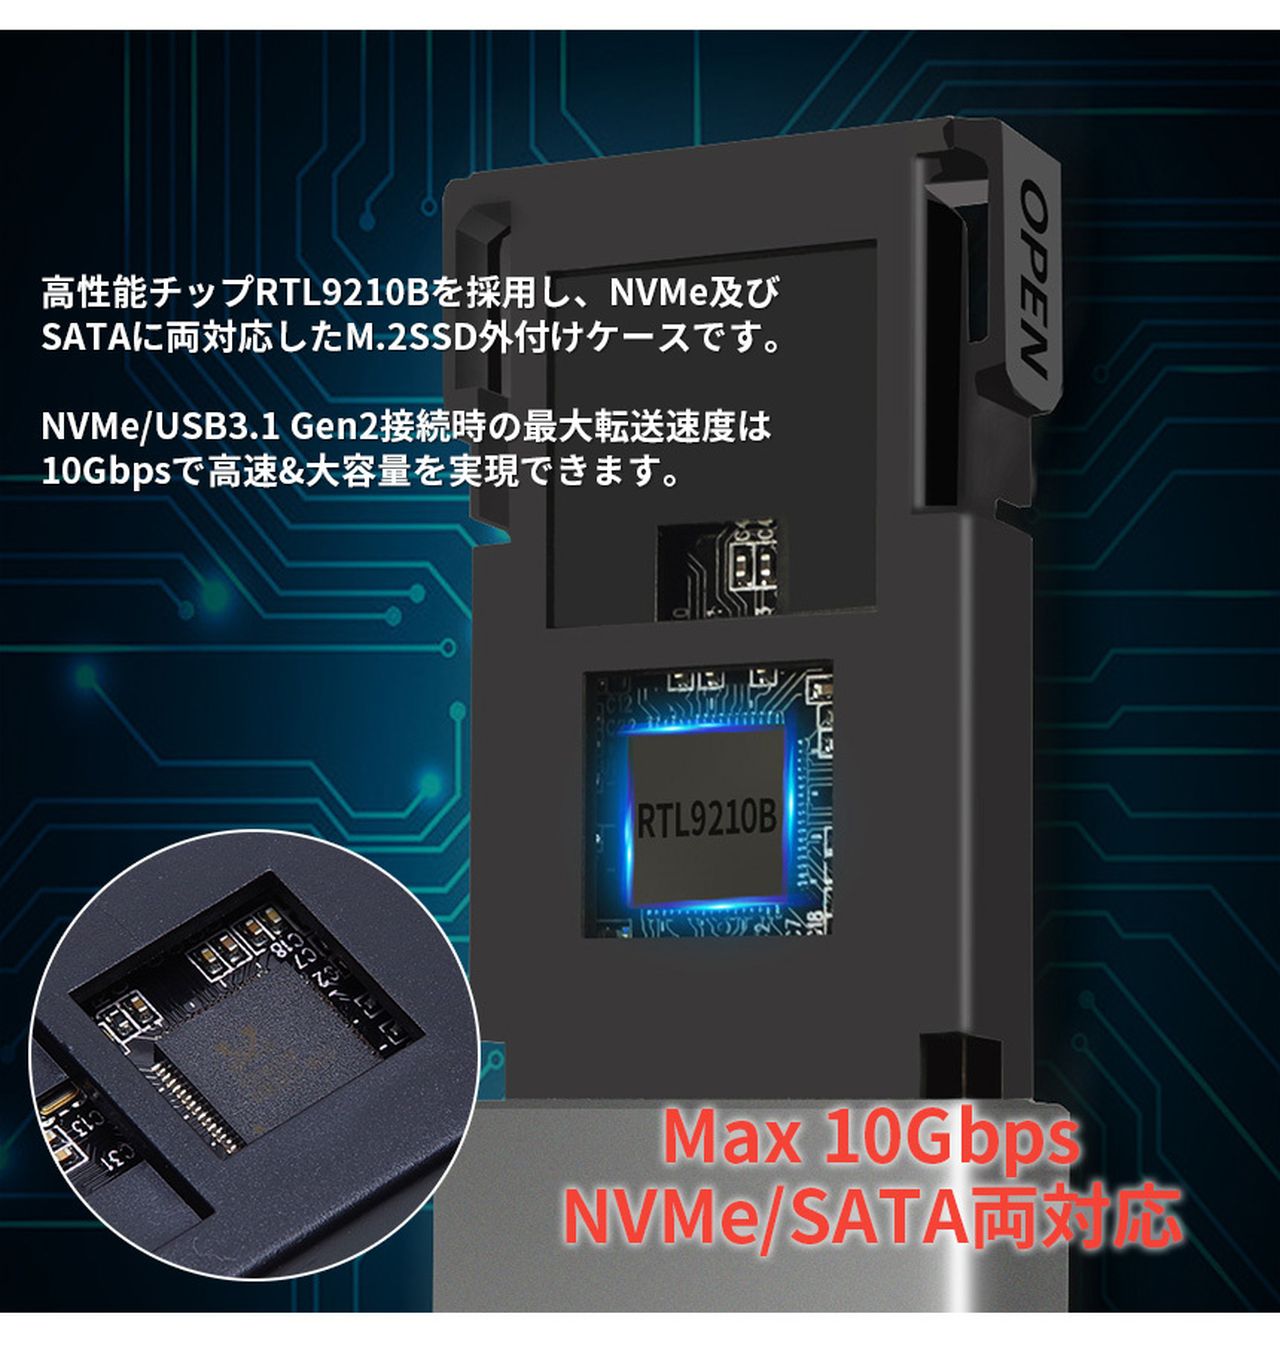 OPEN
高性能チップRTL9210Bを採用し、NVMe及び
SATAに両対応したM.2SSD外付けケースです。
NVMe/USB3.1 Gen2接続時の最大転送速度は
10Gbpsで高速&大容量を実現できます。
RTL9210B
C12
C18
C13
C31
Max 10Gbps
NVMe/SATA両対応